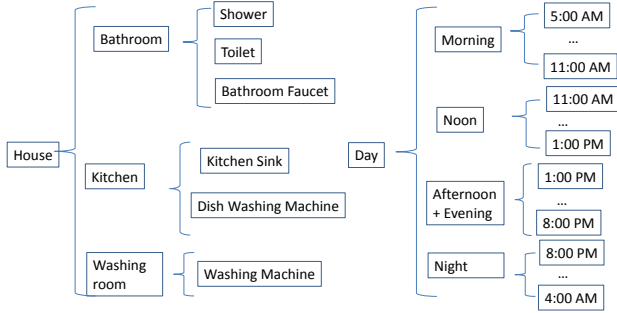 House
Bathroom
Shower
Toilet
Bathroom Faucet
Kitchen
Kitchen Sink
Dish Washing Machine
Washing
room
Washing Machine
Day
Morning
5:00 AM
...
11:00 AM
Noon
11:00 AM
...
1:00 PM
Afternoon
+ Evening
1:00 PM
...
8:00 PM
Night
8:00 PM
...
4:00 AM